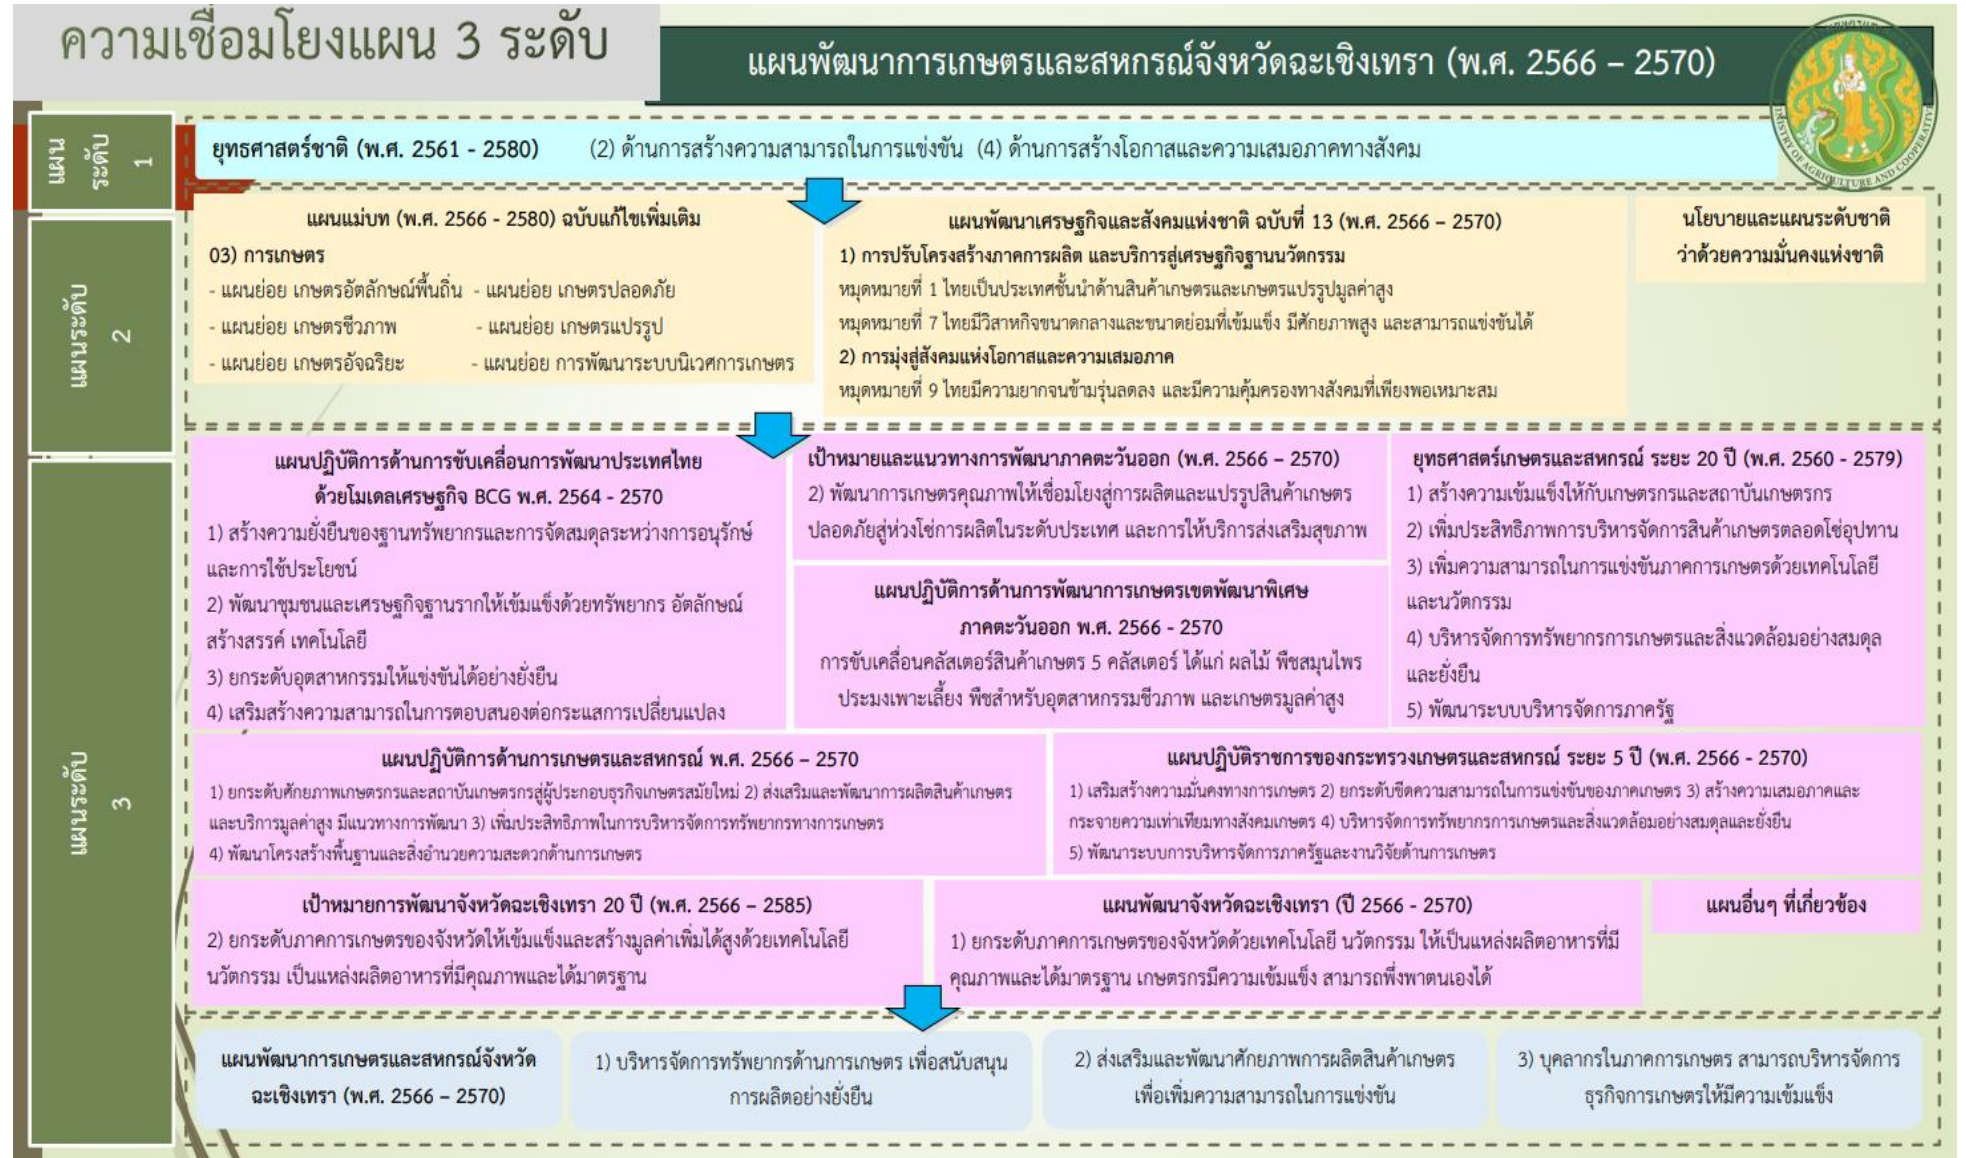 ความเชื่อมโยงแผน 3 ระดับ
แผนพัฒนาการเกษตรและสหกรณ์จังหวัดฉะเชิงเทรา (พ.ศ. 2566 – 2570)
MINISTRY OF AGRICULTURE AND COOPERATIVES
แผน
ระดับ
1
ยุทธศาสตร์ชาติ (พ.ศ. 2561 - 2580) (2) ด้านการสร้างความสามารถในการแข่งขัน (4) ด้านการสร้างโอกาสและความเสมอภาคทางสังคม
แผนระดับ
2
แผนแม่บท (พ.ศ. 2566 - 2580) ฉบับแก้ไขเพิ่มเติม
03) การเกษตร
- แผนย่อย เกษตรอัตลักษณ์พื้นถิ่น - แผนย่อย เกษตรปลอดภัย
- แผนย่อย เกษตรชีวภาพ - แผนย่อย เกษตรแปรรูป
- แผนย่อย เกษตรอัจฉริยะ - แผนย่อย การพัฒนาระบบนิเวศการเกษตร
แผนพัฒนาเศรษฐกิจและสังคมแห่งชาติ ฉบับที่ 13 (พ.ศ. 2566 – 2570)
1) การปรับโครงสร้างภาคการผลิต และบริการสู่เศรษฐกิจฐานนวัตกรรม
หมุดหมายที่ 1 ไทยเป็นประเทศชั้นนำด้านสินค้าเกษตรและเกษตรแปรรูปมูลค่าสูง
หมุดหมายที่ 7 ไทยมีวิสาหกิจขนาดกลางและขนาดย่อมที่เข้มแข็ง มีศักยภาพสูง และสามารถแข่งขันได้
2) การมุ่งสู่สังคมแห่งโอกาสและความเสมอภาค
หมุดหมายที่ 9 ไทยมีความยากจนข้ามรุ่นลดลง และมีความคุ้มครองทางสังคมที่เพียงพอเหมาะสม
นโยบายและแผนระดับชาติ
ว่าด้วยความมั่นคงแห่งชาติ
แผนระดับ
3
แผนปฏิบัติการด้านการขับเคลื่อนการพัฒนาประเทศไทย
ด้วยโมเดลเศรษฐกิจ BCG พ.ศ. 2564 - 2570
1) สร้างความยั่งยืนของฐานทรัพยากรและการจัดสมดุลระหว่างการอนุรักษ์
และการใช้ประโยชน์
2) พัฒนาชุมชนและเศรษฐกิจฐานรากให้เข้มแข็งด้วยทรัพยากร อัตลักษณ์
สร้างสรรค์ เทคโนโลยี
3) ยกระดับอุตสาหกรรมให้แข่งขันได้อย่างยั่งยืน
4) เสริมสร้างความสามารถในการตอบสนองต่อกระแสการเปลี่ยนแปลง
เป้าหมายและแนวทางการพัฒนาภาคตะวันออก (พ.ศ. 2566 – 2570)
2) พัฒนาการเกษตรคุณภาพให้เชื่อมโยงสู่การผลิตและแปรรูปสินค้าเกษตร
ปลอดภัยสู่ห่วงโซ่การผลิตในระดับประเทศ และการให้บริการส่งเสริมสุขภาพ
แผนปฏิบัติการด้านการพัฒนาการเกษตรเขตพัฒนาพิเศษ
ภาคตะวันออก พ.ศ. 2566 - 2570
การขับเคลื่อนคลัสเตอร์สินค้าเกษตร 5 คลัสเตอร์ ได้แก่ ผลไม้ พืชสมุนไพร
ประมงเพาะเลี้ยง พืชสำหรับอุตสาหกรรมชีวภาพ และเกษตรมูลค่าสูง
ยุทธศาสตร์เกษตรและสหกรณ์ ระยะ 20 ปี (พ.ศ. 2560 - 2579)
1) สร้างความเข้มแข็งให้กับเกษตรกรและสถาบันเกษตรกร
2) เพิ่มประสิทธิภาพการบริหารจัดการสินค้าเกษตรตลอดโซ่อุปทาน
3) เพิ่มความสามารถในการแข่งขันภาคการเกษตรด้วยเทคโนโลยี
และนวัตกรรม
4) บริหารจัดการทรัพยากรการเกษตรและสิ่งแวดล้อมอย่างสมดุล
และยั่งยืน
5) พัฒนาระบบบริหารจัดการภาครัฐ
แผนปฏิบัติการด้านการเกษตรและสหกรณ์ พ.ศ. 2566 – 2570
1) ยกระดับศักยภาพเกษตรกรและสถาบันเกษตรกรสู่ผู้ประกอบธุรกิจเกษตรสมัยใหม่ 2) ส่งเสริมและพัฒนาการผลิตสินค้าเกษตร
และบริการมูลค่าสูง มีแนวทางการพัฒนา 3) เพิ่มประสิทธิภาพในการบริหารจัดการทรัพยากรทางการเกษตร
4) พัฒนาโครงสร้างพื้นฐานและสิ่งอำนวยความสะดวกด้านการเกษตร
แผนปฏิบัติราชการของกระทรวงเกษตรและสหกรณ์ ระยะ 5 ปี (พ.ศ. 2566 - 2570)
1) เสริมสร้างความมั่นคงทางการเกษตร 2) ยกระดับขีดความสามารถในการแข่งขันของภาคเกษตร 3) สร้างความเสมอภาคและ
กระจายความเท่าเทียมทางสังคมเกษตร 4) บริหารจัดการทรัพยากรการเกษตรและสิ่งแวดล้อมอย่างสมดุลและยั่งยืน
5) พัฒนาระบบการบริหารจัดการภาครัฐและงานวิจัยด้านการเกษตร
เป้าหมายการพัฒนาจังหวัดฉะเชิงเทรา 20 ปี (พ.ศ. 2566 – 2585)
2) ยกระดับภาคการเกษตรของจังหวัดให้เข้มแข็งและสร้างมูลค่าเพิ่มได้สูงด้วยเทคโนโลยี
นวัตกรรม เป็นแหล่งผลิตอาหารที่มีคุณภาพและได้มาตรฐาน
แผนพัฒนาจังหวัดฉะเชิงเทรา (ปี 2566 - 2570)
1) ยกระดับภาคการเกษตรของจังหวัดด้วยเทคโนโลยี นวัตกรรม ให้เป็นแหล่งผลิตอาหารที่มี
คุณภาพและได้มาตรฐาน เกษตรกรมีความเข้มแข็ง สามารถพึ่งพาตนเองได้
แผนอื่นๆ ที่เกี่ยวข้อง
แผนพัฒนาการเกษตรและสหกรณ์จังหวัด
ฉะเชิงเทรา (พ.ศ. 2566 – 2570)
1) บริหารจัดการทรัพยากรด้านการเกษตร เพื่อสนับสนุน
การผลิตอย่างยั่งยืน
2) ส่งเสริมและพัฒนาศักยภาพการผลิตสินค้าเกษตร
เพื่อเพิ่มความสามารถในการแข่งขัน
3) บุคลากรในภาคการเกษตร สามารถบริหารจัดการ
ธุรกิจการเกษตรให้มีความเข้มแข็ง